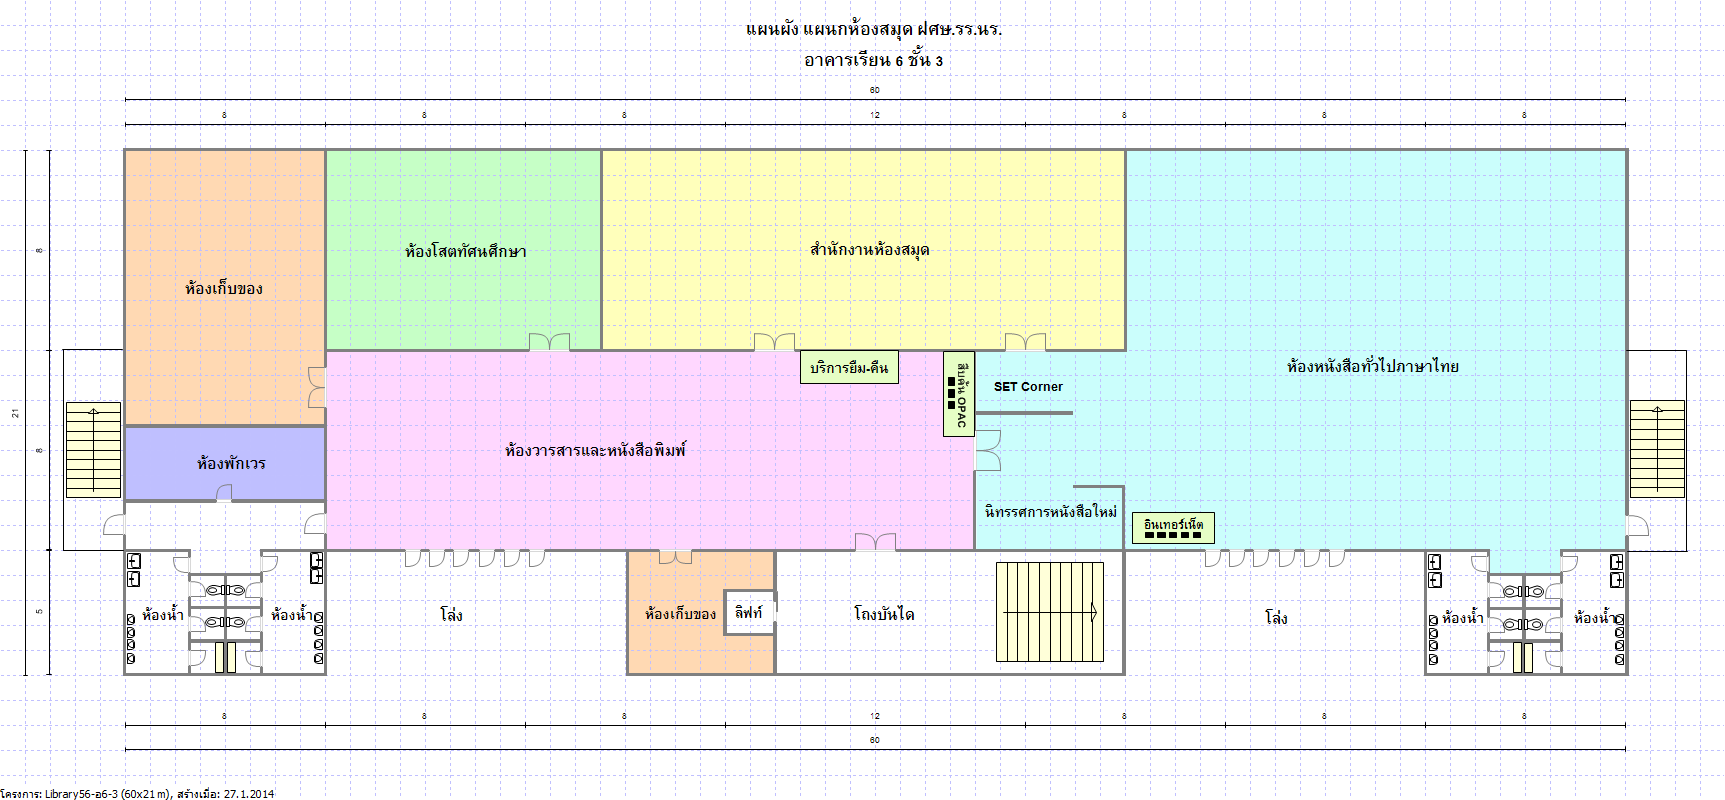 แผนผัง แผนกห้องสมุด ฝศษ.รร.นร.
อาคารเรียน 6 ชั้น 3
60
8 8 8 12 8 8 8
ห้องโสตทัศนศึกษา
สำนักงานห้องสมุด
8
ห้องเก็บของ
ห้องหนังสือทั่วไปภาษาไทย
บริการยืม-คืน
สืบค้น OPAC
SET Corner
21
8
ห้องวารสารและหนังสือพิมพ์
ห้องพักเวร
นิทรรศการหนังสือใหม่
อินเทอร์เน็ต
5
ห้องน้ำ
ห้องน้ำ
โล่ง
ห้องเก็บของ
ลิฟท์
โถงบันได
โล่ง
ห้องน้ำ
ห้องน้ำ
8 8 8 12 8 8 8
60
โครงการ: Library56-อ6-3 (60x21 m), สร้างเมื่อ: 27.1.2014